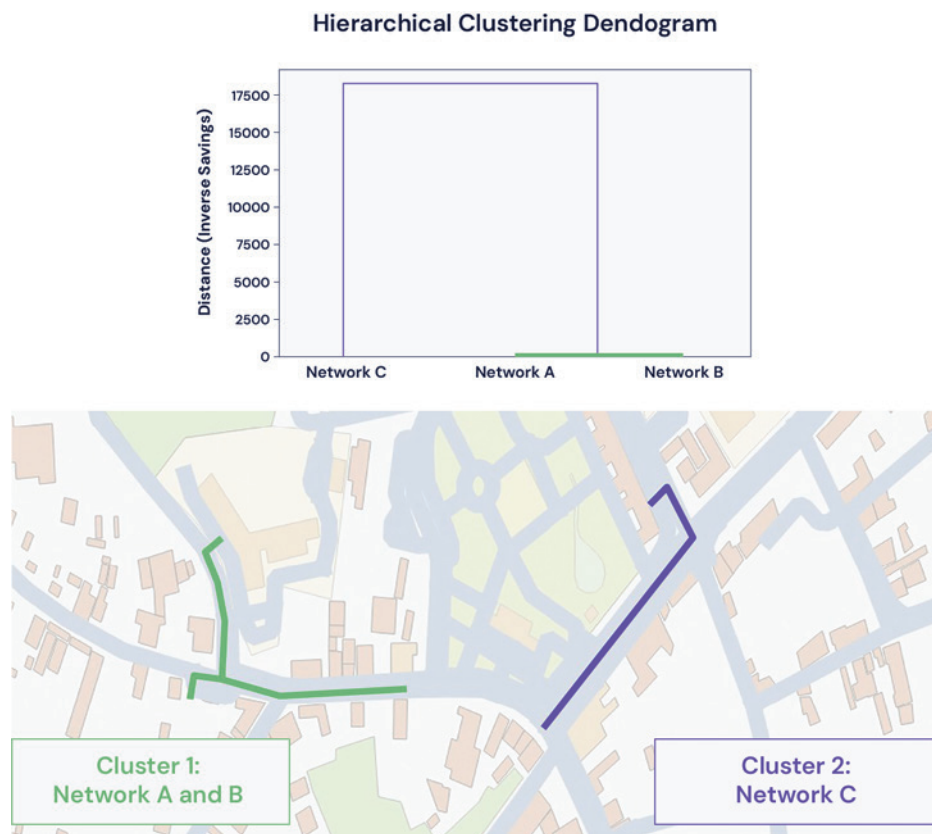 Hierarchical Clustering Dendogram
Distance (Inverse Savings)
17500
15000
12500
10000
7500
5000
2500
0
Network C
Network A
Network B
Cluster 1:
Network A and B
Cluster 2:
Network C